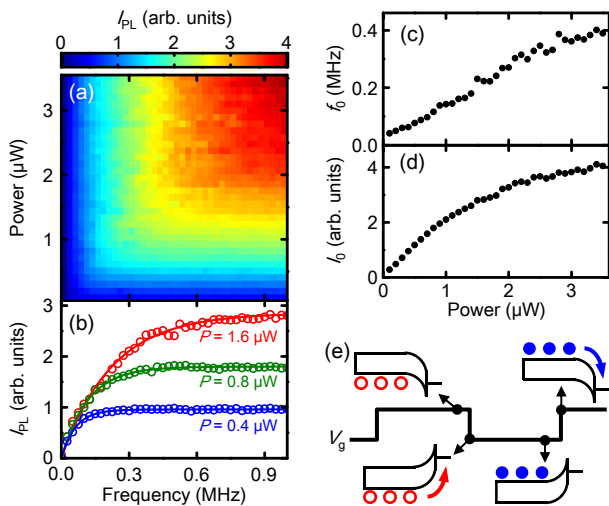 I_PL (arb. units)
0 1 2 3 4
(a)
Power (µW)
3
2
1
(b)
I_PL (arb. units)
3
2
1
0
P = 1.6 µW
P = 0.8 µW
P = 0.4 µW
0.0 0.3 0.6 0.9
Frequency (MHz)
(c)
f_0 (MHz)
0.4
0.2
0.0
(d)
I_0 (arb. units)
4
2
0
0 1 2 3
Power (µW)
(e)
V_g